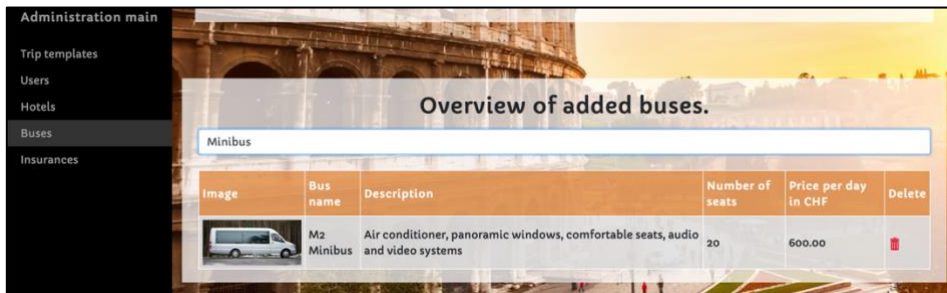 Administration main
Trip templates
Users
Hotels
Buses
Insurances
Overview of added buses.
Minibus
Image
Bus
name
Description
Number of
seats
Price per day
in CHF
Delete
M2
Minibus
Air conditioner, panoramic windows, comfortable seats, audio
and video systems
20
600.00